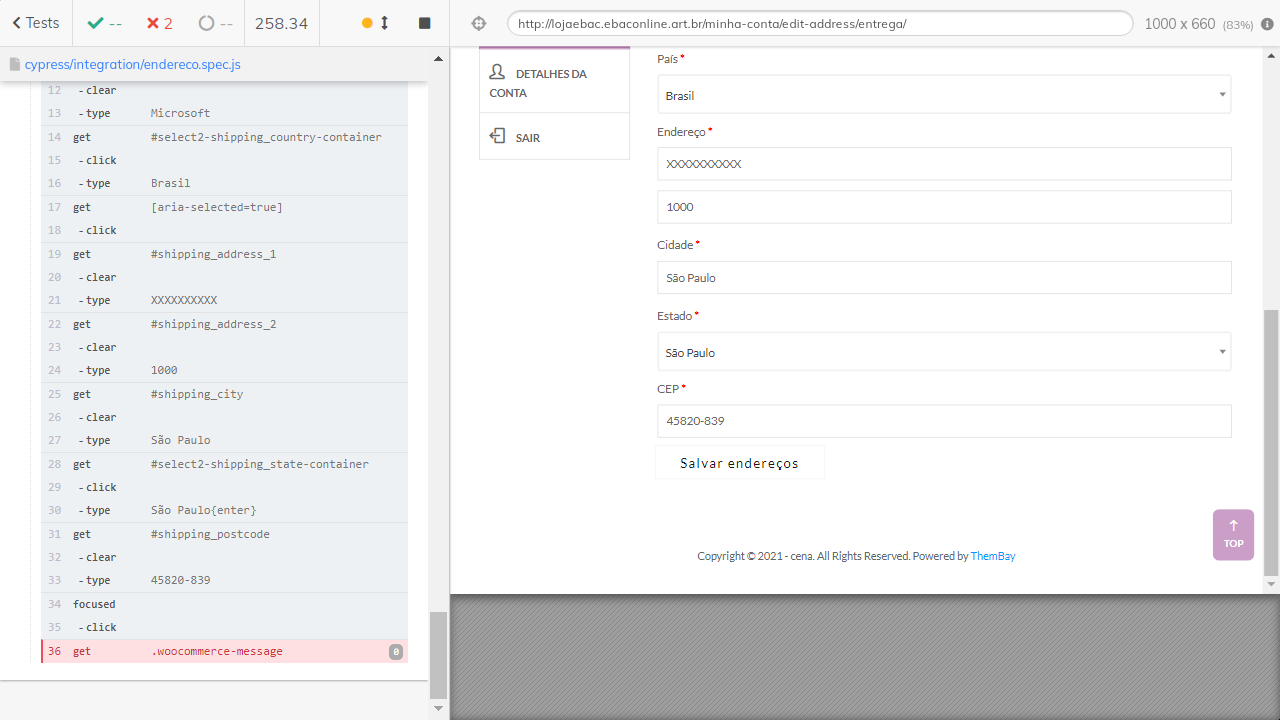 Tests
--
2
--
258.34
http://lojaebac.ebaconline.art.br/minha-conta/edit-address/entrega/
1000 x 660 (83%)
cypress/integration/endereco.spec.js
12 -clear
13 -type Microsoft
14 get #select2-shipping_country-container
15 -click
16 -type Brasil
17 get [aria-selected=true]
18 -click
19 get #shipping_address_1
20 -clear
21 -type XXXXXXXXXX
22 get #shipping_address_2
23 -clear
24 -type 1000
25 get #shipping_city
26 -clear
27 -type São Paulo
28 get #select2-shipping_state-container
29 -click
30 -type São Paulo{enter}
31 get #shipping_postcode
32 -clear
33 -type 45820-839
34 focused
35 -click
36 get .woocommerce-message 0
DETALHES DA
CONTA
SAIR
País *
Brasil
Endereço *
XXXXXXXXXXX
1000
Cidade *
São Paulo
Estado *
São Paulo
CEP *
45820-839
Salvar endereços
TOP
Copyright © 2021 - cena. All Rights Reserved. Powered by ThemBay